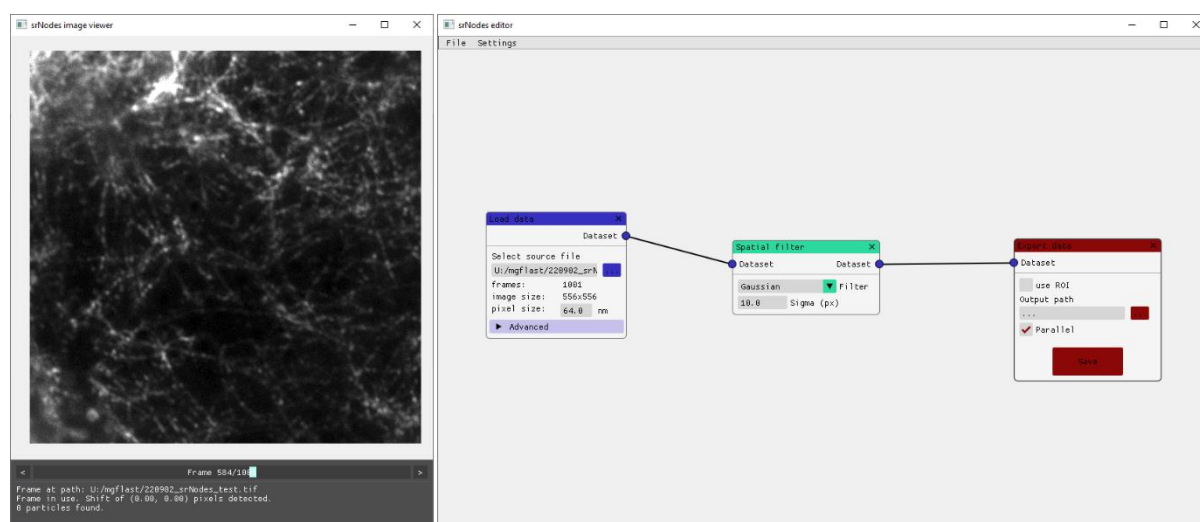 srNodes image viewer
Frame 584/100
Frame at path: U:/mgflast/220902_srNodes_test.tif
Frame in use. Shift of (0.00, 0.00) pixels detected.
0 particles found.
srNodes editor
File Settings
Load data
Dataset
Select source file
U:/mgflast/220902_srN
...
frames: 1001
image size: 556x556
pixel size: 64.0 nm
Advanced
Spatial filter
Dataset Dataset
Gaussian Filter
10.0 Sigma (px)
Export data
Dataset
use ROI
Output path
...
...
Parallel
Save